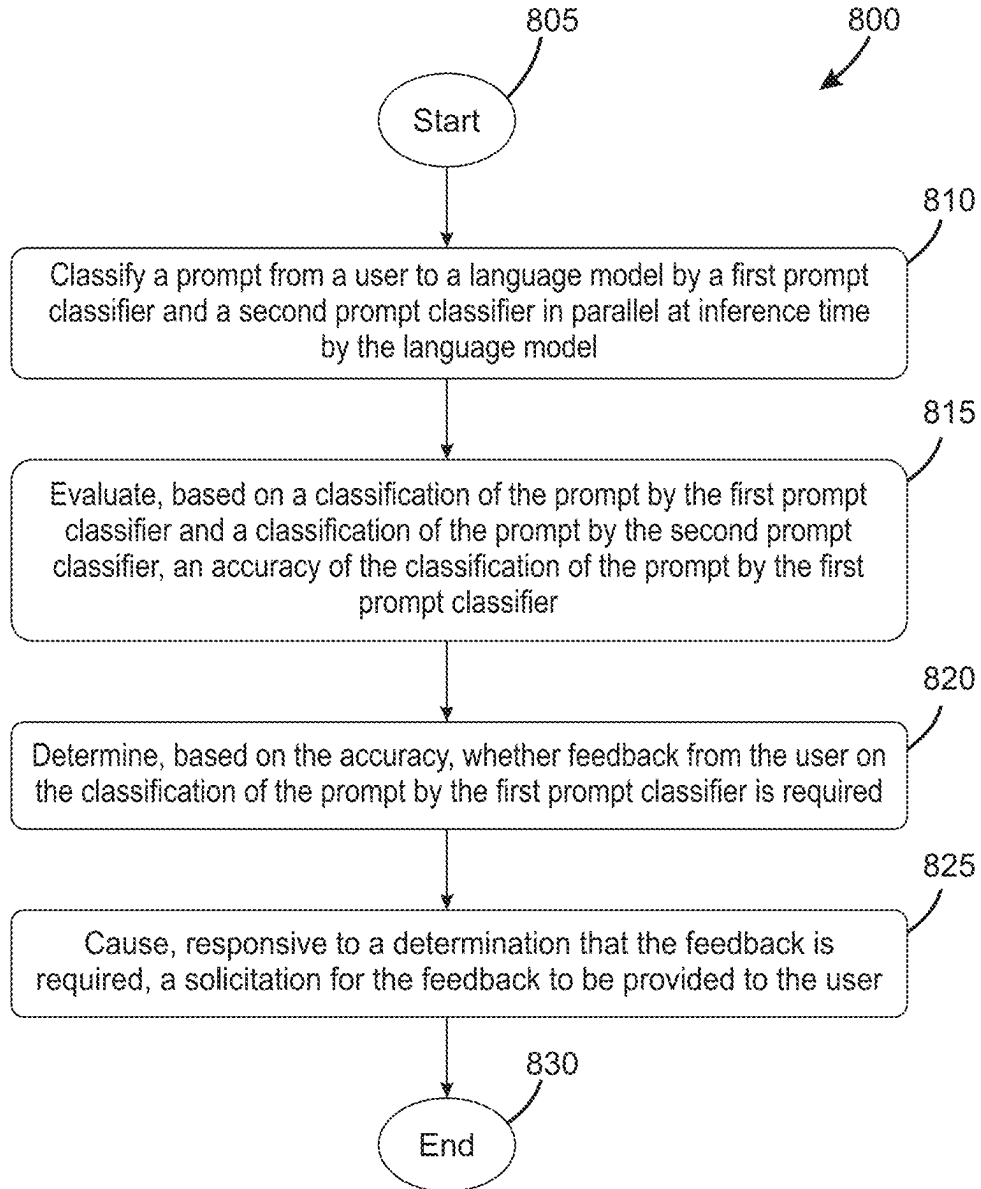 805
800
Start
810
Classify a prompt from a user to a language model by a first prompt
classifier and a second prompt classifier in parallel at inference time
by the language model
815
Evaluate, based on a classification of the prompt by the first prompt
classifier and a classification of the prompt by the second prompt
classifier, an accuracy of the classification of the prompt by the first
prompt classifier
820
Determine, based on the accuracy, whether feedback from the user on
the classification of the prompt by the first prompt classifier is required
825
Cause, responsive to a determination that the feedback is
required, a solicitation for the feedback to be provided to the user
830
End